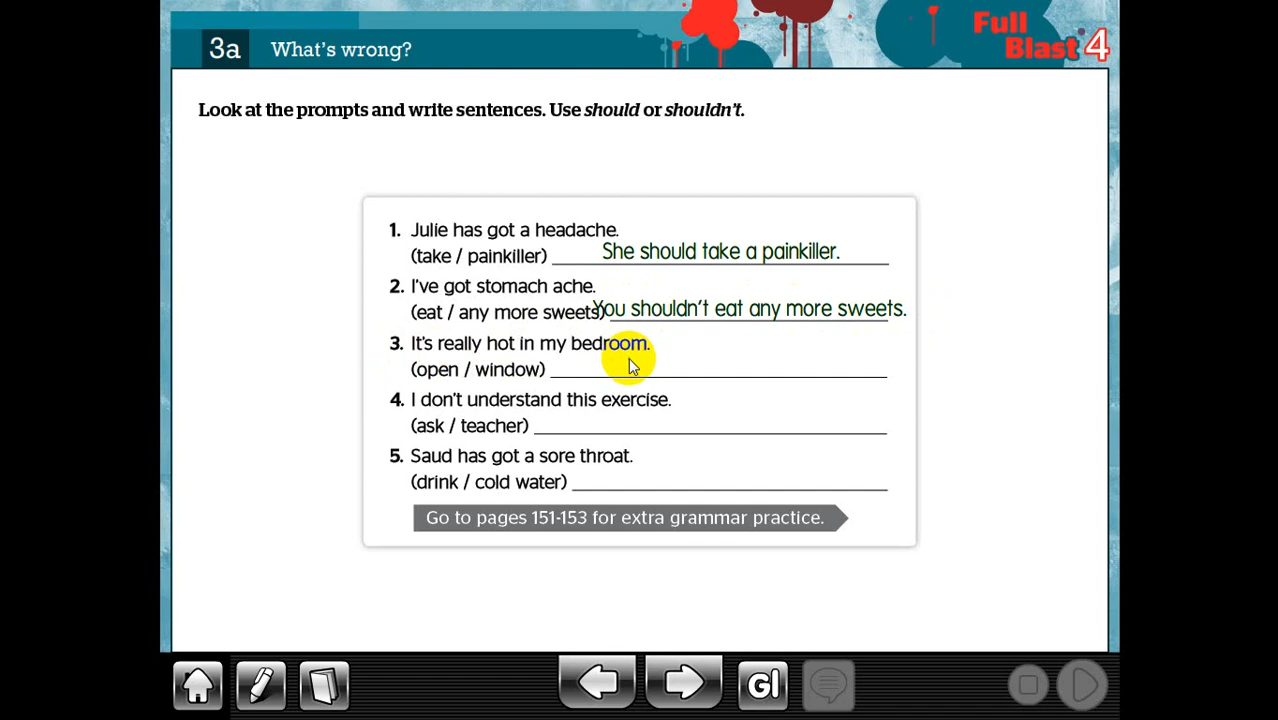 3a What's wrong?
Full
Blast 4
Look at the prompts and write sentences. Use should or shouldn't.
1. Julie has got a headache.
(take / painkiller) She should take a painkiller.
2. I've got stomach ache.
(eat / any more sweets) You shouldn't eat any more sweets.
3. It's really hot in my bedroom.
(open / window)
4. I don't understand this exercise.
(ask / teacher)
5. Saud has got a sore throat.
(drink / cold water)
Go to pages 151-153 for extra grammar practice.
Gl